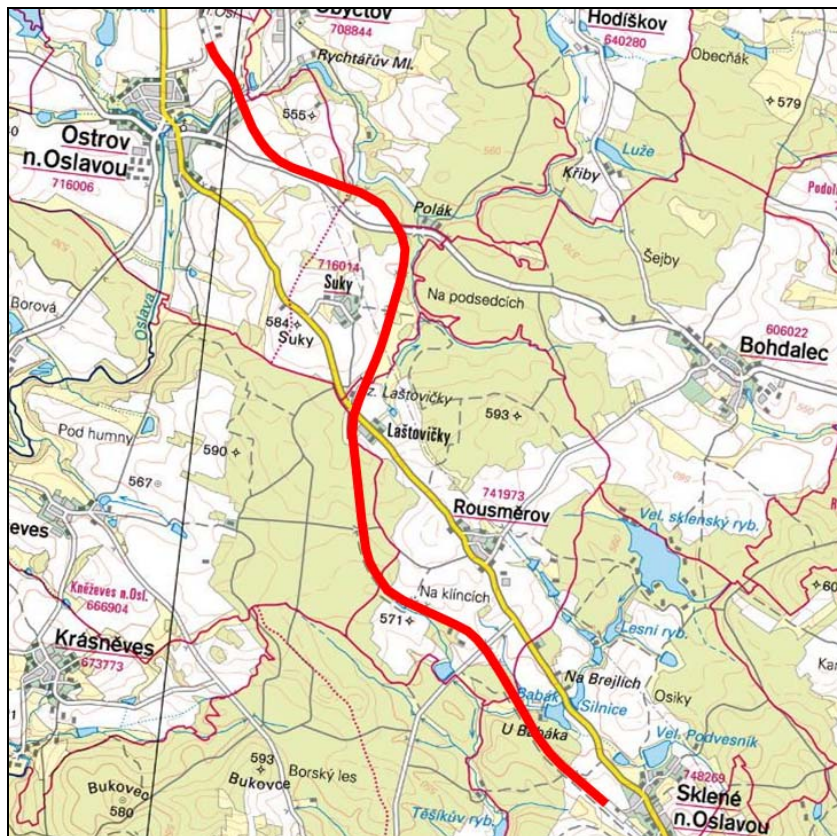 Obyčtov
708844
Hodíškov
640280
Rychtářův Ml.
Obecňák
555
579
Ostrov
n.Oslavou
716006
560
Luže
Křiby
Polák
Šejby
716014
Suky
Na podsedcích
Borová
Oslava
584
Suky
606022
Bohdalec
z. Laštovičky
593
Laštovičky
Pod humny
590
567
741973
Rousměrov
Vel. sklenský ryb.
eves
Kněževes n.Osl.
666904
Na klíncích
571
Krásněves
673773
Lesní ryb.
Na Brejlích
Osiky
Babák
Silnice
U Babáka
Vel. Podvesník
593
Bukovce
Borský les
Bukovec
580
Těšíkův ryb.
748269
Sklené
n.Oslavou